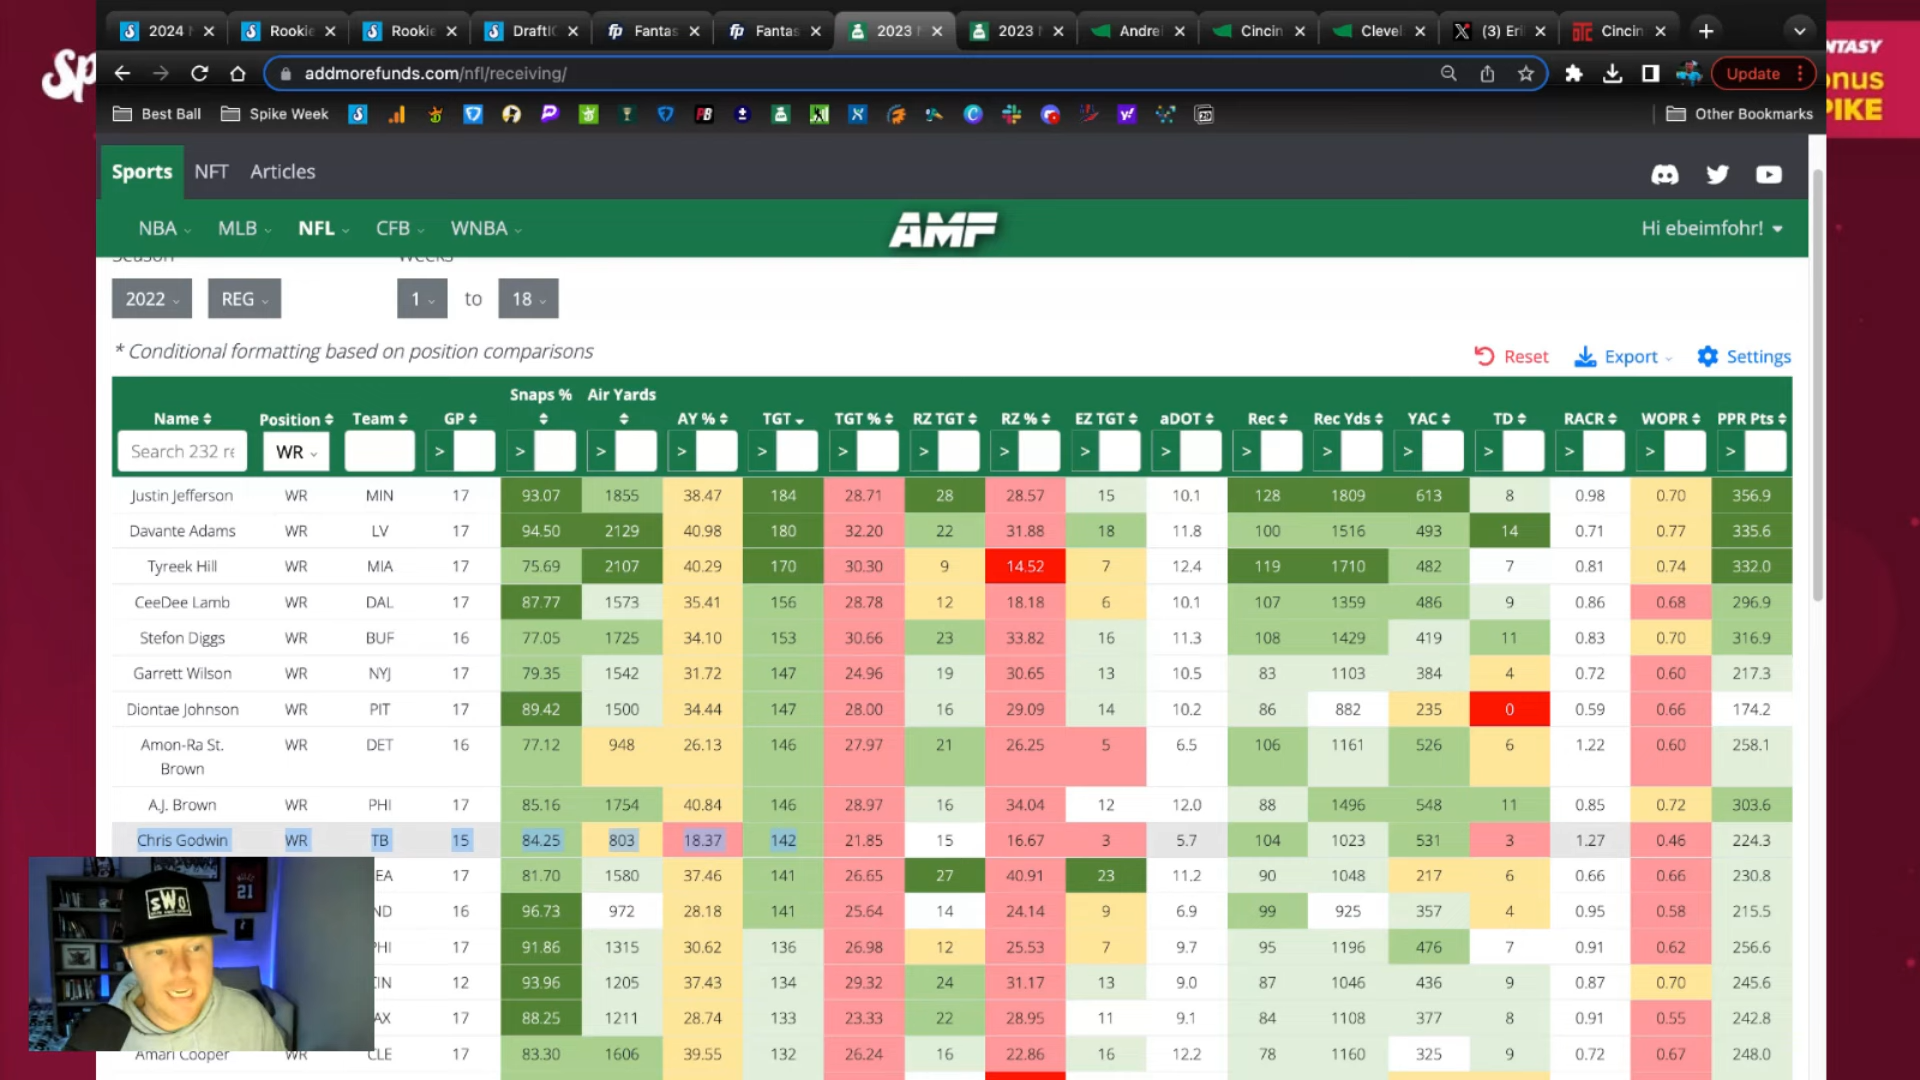 2024
Rookie
Rookie
DraftIQ
Fantas
Fantas
2023
2023
Andre
Cincin
Clevel
(3) Eri
Cincin
addmorefunds.com/nfl/receiving/
Update
Best Ball
Spike Week
Other Bookmarks
NTASY
onus
PIKE
Sp
Sports
NFT
Articles
NBA
MLB
NFL
CFB
WNBA
AMF
Hi ebeimfohr!
Season
Weeks
2022
REG
1
to
18
* Conditional formatting based on position comparisons
Reset
Export
Settings
Name Position Team GP Snaps % Air Yards AY % TGT TGT % RZ TGT RZ % EZ TGT aDOT Rec Rec Yds YAC TD RACR WOPR PPR Pts
Search 232 re WR > > > > > > > > > > > > > > > > >
Justin Jefferson WR MIN 17 93.07 1855 38.47 184 28.71 28 28.57 15 10.1 128 1809 613 8 0.98 0.70 356.9
Davante Adams WR LV 17 94.50 2129 40.98 180 32.20 22 31.88 18 11.8 100 1516 493 14 0.71 0.77 335.6
Tyreek Hill WR MIA 17 75.69 2107 40.29 170 30.30 9 14.52 7 12.4 119 1710 482 7 0.81 0.74 332.0
CeeDee Lamb WR DAL 17 87.77 1573 35.41 156 28.78 12 18.18 6 10.1 107 1359 486 9 0.86 0.68 296.9
Stefon Diggs WR BUF 16 77.05 1725 34.10 153 30.66 23 33.82 16 11.3 108 1429 419 11 0.83 0.70 316.9
Garrett Wilson WR NYJ 17 79.35 1542 31.72 147 24.96 19 30.65 13 10.5 83 1103 384 4 0.72 0.60 217.3
Diontae Johnson WR PIT 17 89.42 1500 34.44 147 28.00 16 29.09 14 10.2 86 882 235 0 0.59 0.66 174.2
Amon-Ra St. Brown WR DET 16 77.12 948 26.13 146 27.97 21 26.25 5 6.5 106 1161 526 6 1.22 0.60 258.1
A.J. Brown WR PHI 17 85.16 1754 40.84 146 28.97 16 34.04 12 12.0 88 1496 548 11 0.85 0.72 303.6
Chris Godwin WR TB 15 84.25 803 18.37 142 21.85 15 16.67 3 5.7 104 1023 531 3 1.27 0.46 224.3
EA 17 81.70 1580 37.46 141 26.65 27 40.91 23 11.2 90 1048 217 6 0.66 0.66 230.8
ND 16 96.73 972 28.18 141 25.64 14 24.14 9 6.9 99 925 357 4 0.95 0.58 215.5
PHI 17 91.86 1315 30.62 136 26.98 12 25.53 7 9.7 95 1196 476 7 0.91 0.62 256.6
CIN 12 93.96 1205 37.43 134 29.32 24 31.17 13 9.0 87 1046 436 9 0.87 0.70 245.6
AX 17 88.25 1211 28.74 133 23.33 22 28.95 11 9.1 84 1108 377 8 0.91 0.55 242.8
Amari Cooper WR CLE 17 83.30 1606 39.55 132 26.24 16 22.86 16 12.2 78 1160 325 9 0.72 0.67 248.0
sWo
21